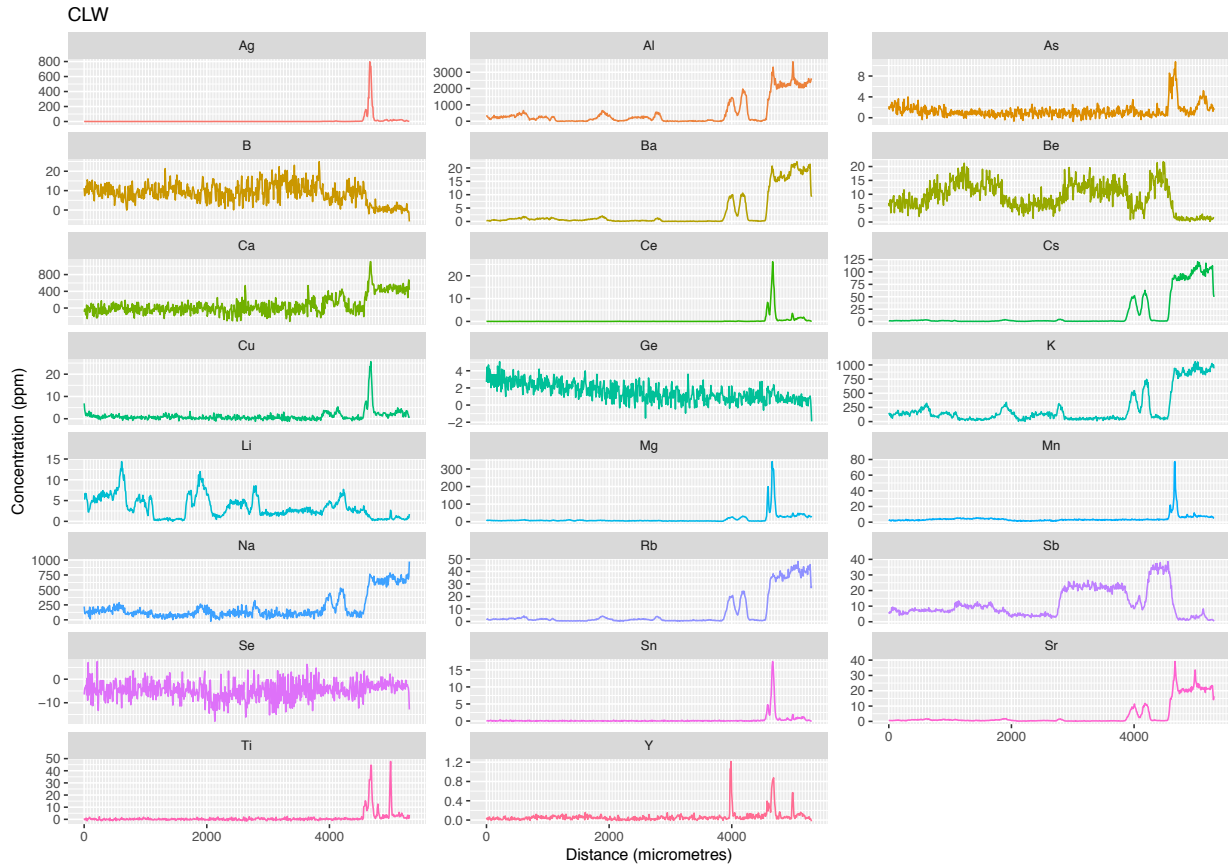 CLW
Ag Al As
800 600 400 200 0
3000 2000 1000 0
8 4 0
B Ba Be
20 10 0
20 15 10 5 0
20 15 10 5 0
Ca Ce Cs
800 400 0
20 10 0
125 100 75 50 25 0
Cu Ge K
20 10 0
4 2 0 −2
1000 750 500 250 0
Li Mg Mn
15 10 5 0
300 200 100 0
80 60 40 20 0
Na Rb Sb
1000 750 500 250 0
50 40 30 20 10 0
40 30 20 10 0
Se Sn Sr
0 −10
15 10 5 0
40 30 20 10 0
0 2000 4000
Ti Y
50 40 30 20 10 0
1.2 0.8 0.4 0.0
0 2000 4000
0 2000 4000
Concentration (ppm)
Distance (micrometres)